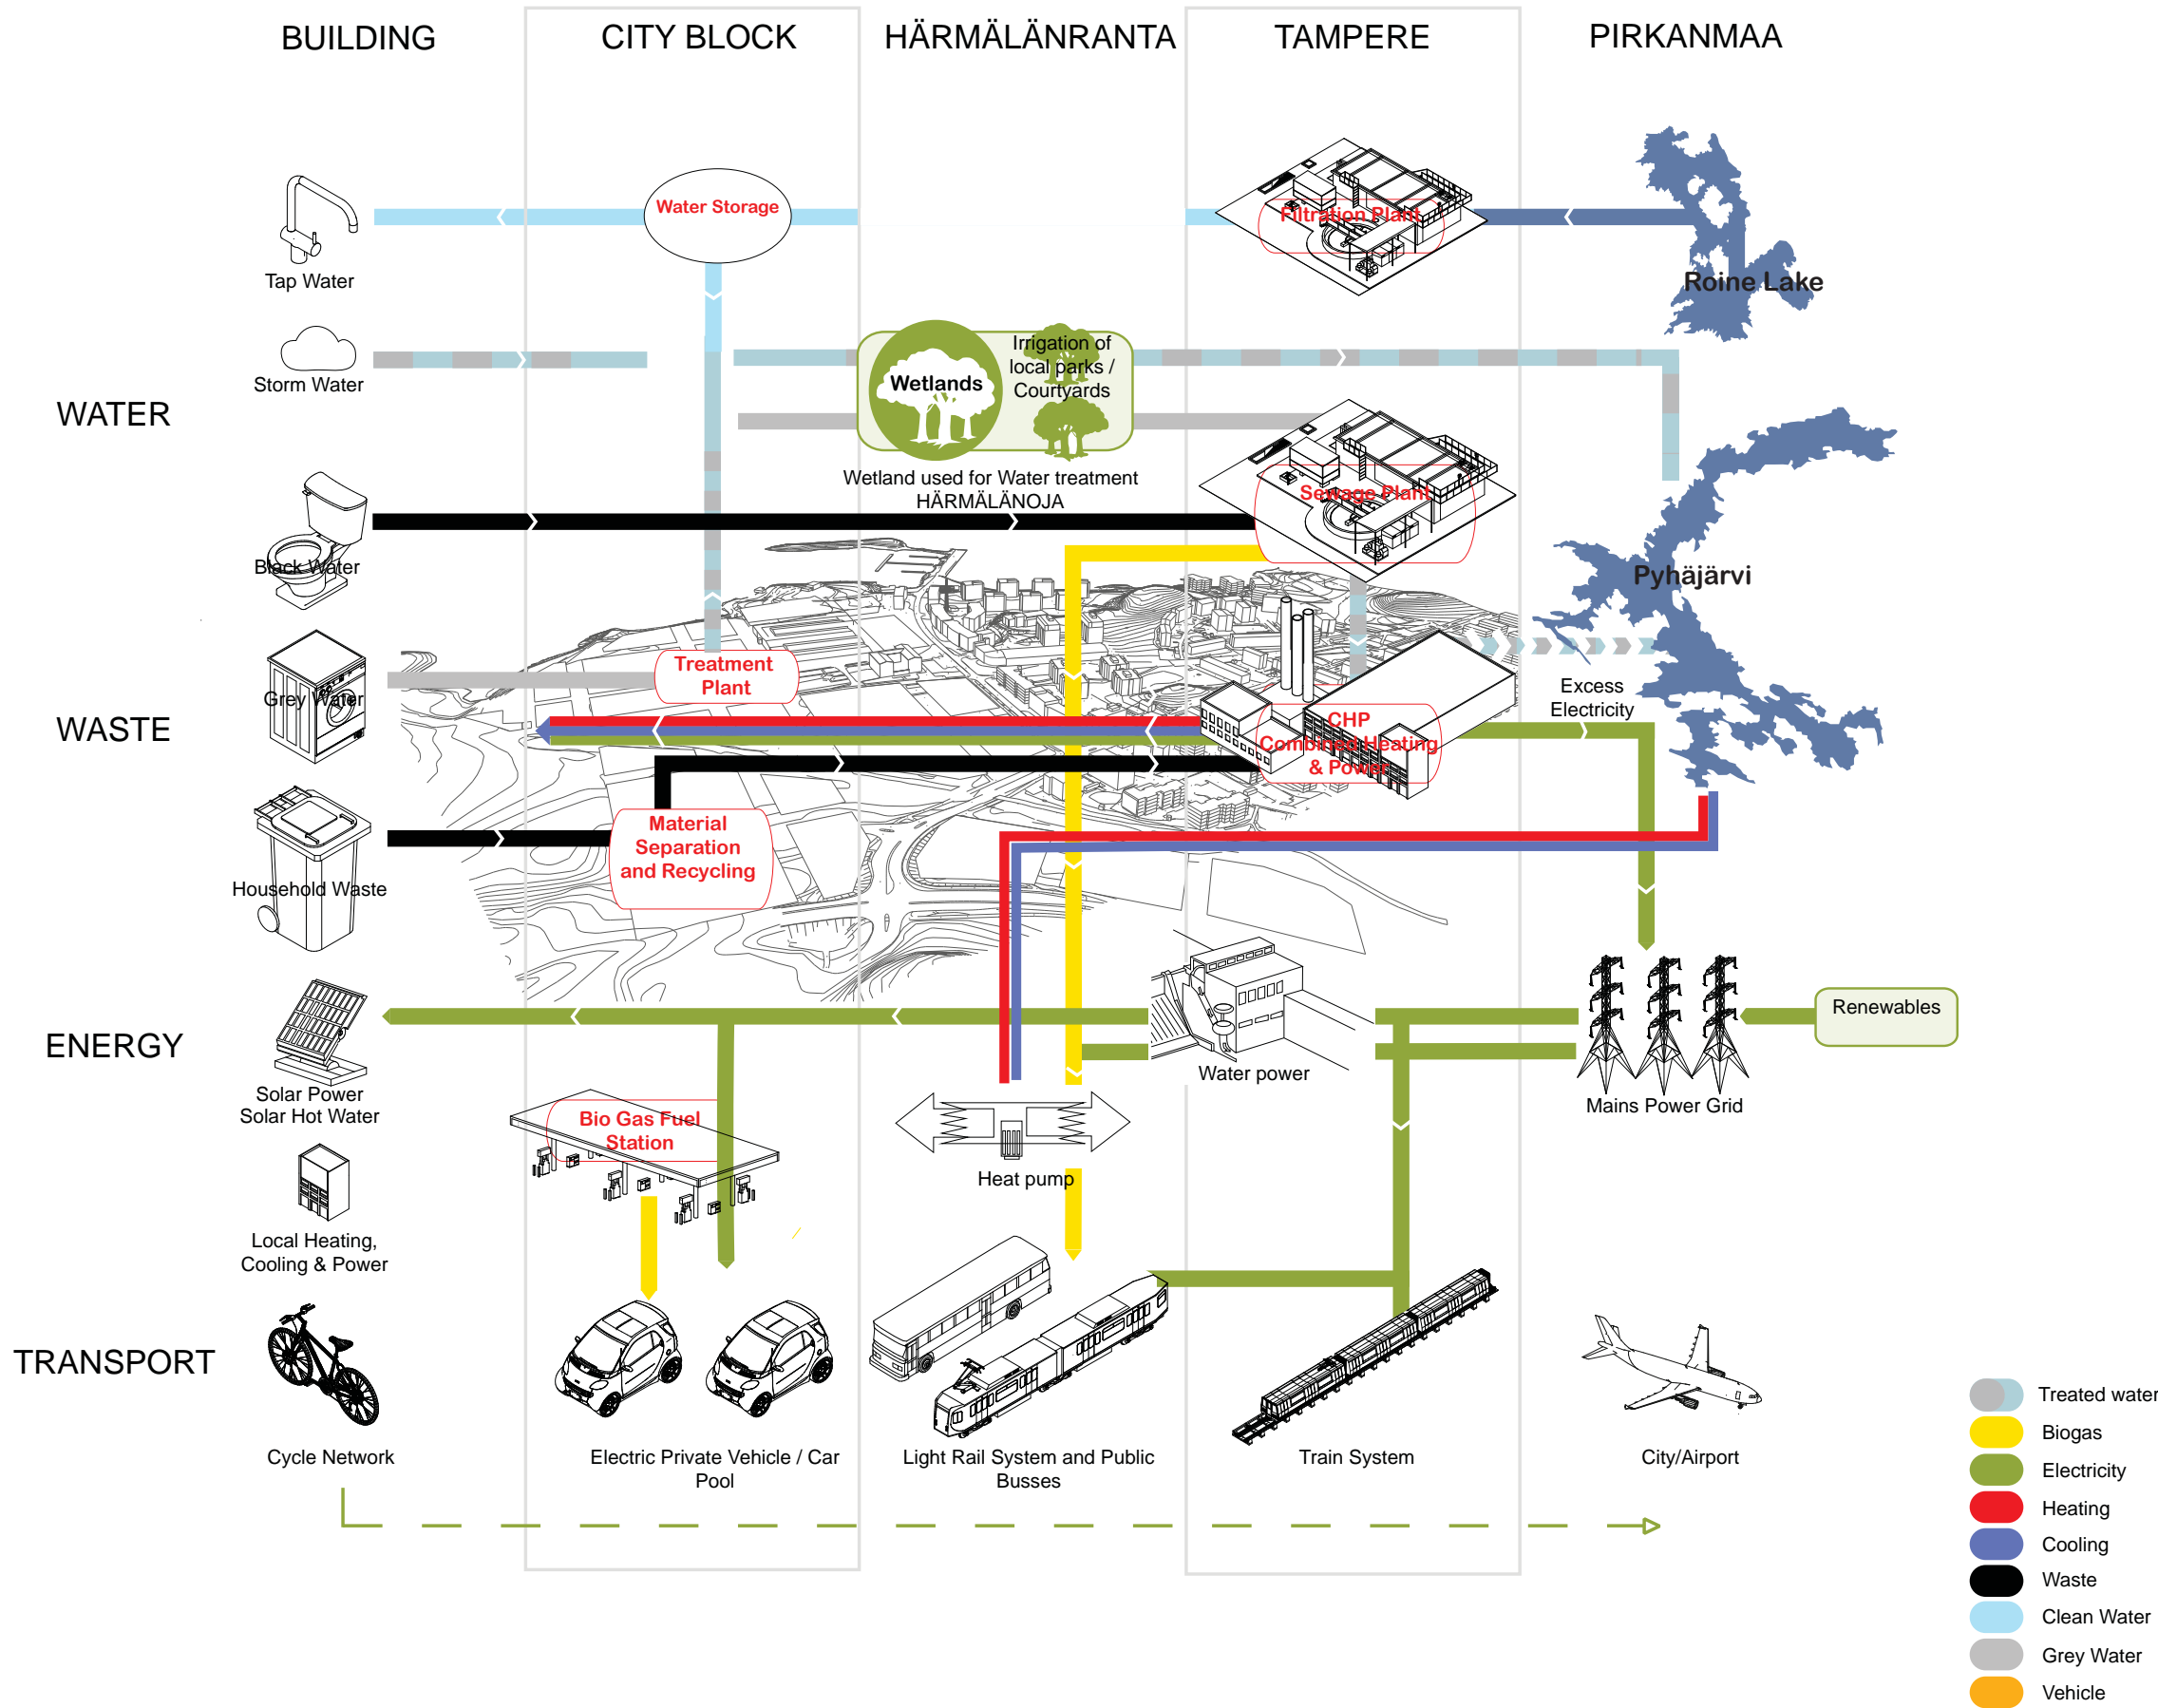 BUILDING
CITY BLOCK
HÄRMÄLÄNRANTA
TAMPERE
PIRKANMAA
Water Storage
Filtration Plant
Tap Water
Roine Lake
Storm Water
Wetlands
Irrigation of
local parks /
Courtyards
WATER
Wetland used for Water treatment
HÄRMÄLÄNOJA
Sewage Plant
Black Water
Pyhäjärvi
Treatment
Plant
Grey Water
Excess
Electricity
WASTE
CHP
Combined Heating
& Power
Material
Separation
and Recycling
Household Waste
Renewables
ENERGY
Water power
Solar Power
Solar Hot Water
Mains Power Grid
Bio Gas Fuel
Station
Heat pump
Local Heating,
Cooling & Power
TRANSPORT
Cycle Network
Electric Private Vehicle / Car
Pool
Light Rail System and Public
Busses
Train System
City/Airport
Treated water
Biogas
Electricity
Heating
Cooling
Waste
Clean Water
Grey Water
Vehicle